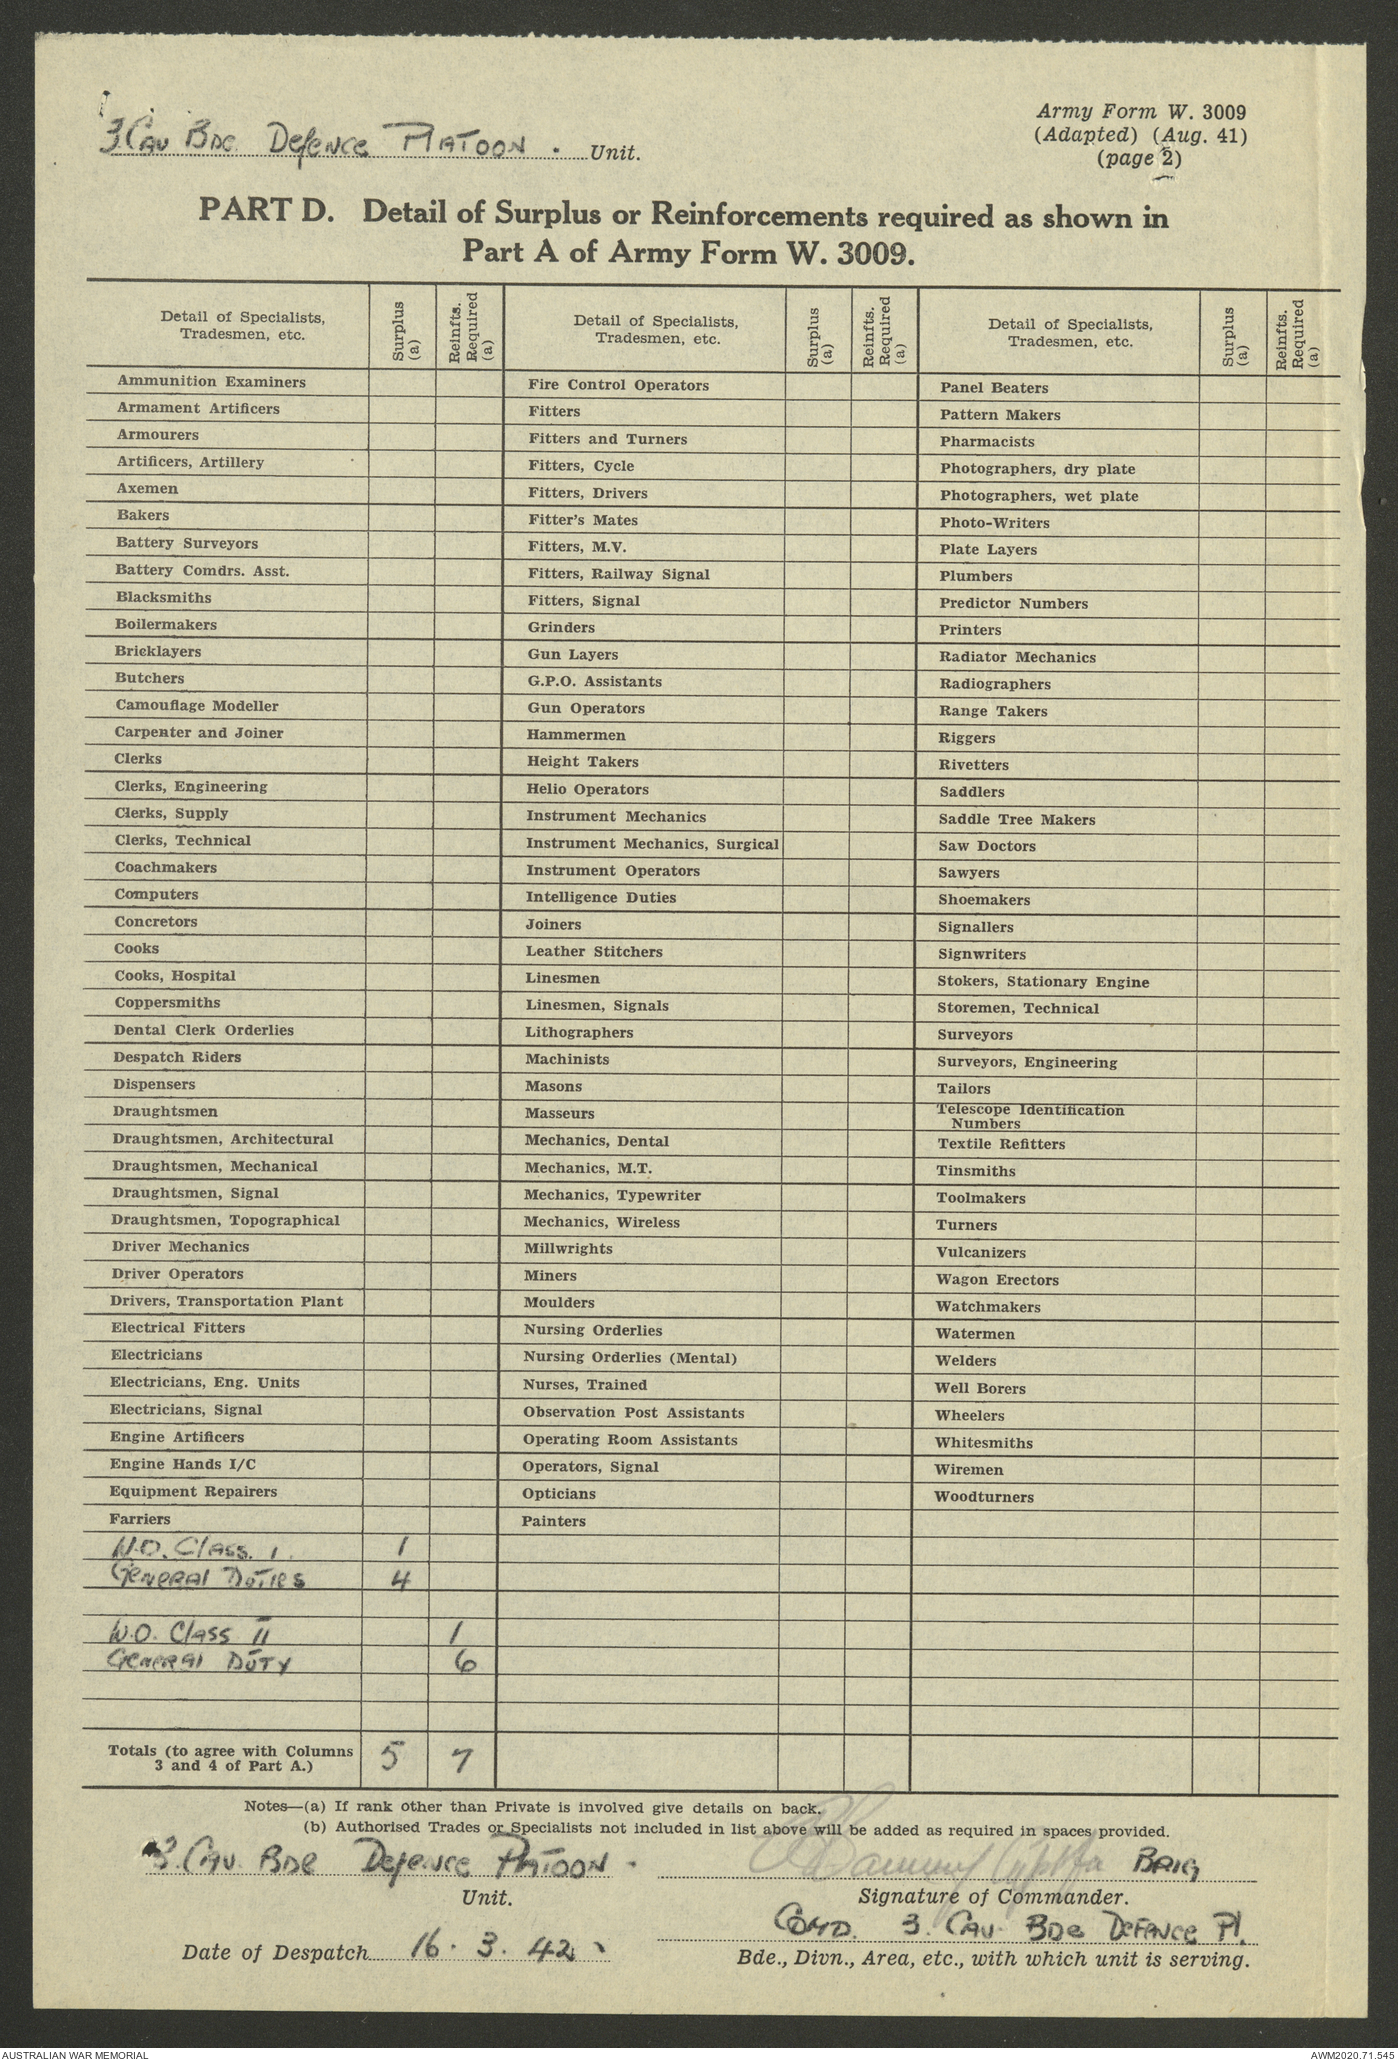 3 Cav Bde Defence Platoon . Unit.
Army Form W. 3009
(Adapted) (Aug. 41)
(page 2)
PART D. Detail of Surplus or Reinforcements required as shown in
Part A of Army Form W. 3009.
Detail of Specialists, Tradesmen, etc. Surplus (a) Reinfts. Required (a) Detail of Specialists, Tradesmen, etc. Surplus (a) Reinfts. Required (a) Detail of Specialists, Tradesmen, etc. Surplus (a) Reinfts. Required (a)
Ammunition Examiners Fire Control Operators Panel Beaters
Armament Artificers Fitters Pattern Makers
Armourers Fitters and Turners Pharmacists
Artificers, Artillery Fitters, Cycle Photographers, dry plate
Axemen Fitters, Drivers Photographers, wet plate
Bakers Fitter's Mates Photo-Writers
Battery Surveyors Fitters, M.V. Plate Layers
Battery Comdrs. Asst. Fitters, Railway Signal Plumbers
Blacksmiths Fitters, Signal Predictor Numbers
Boilermakers Grinders Printers
Bricklayers Gun Layers Radiator Mechanics
Butchers G.P.O. Assistants Radiographers
Camouflage Modeller Gun Operators Range Takers
Carpenter and Joiner Hammermen Riggers
Clerks Height Takers Rivetters
Clerks, Engineering Helio Operators Saddlers
Clerks, Supply Instrument Mechanics Saddle Tree Makers
Clerks, Technical Instrument Mechanics, Surgical Saw Doctors
Coachmakers Instrument Operators Sawyers
Computers Intelligence Duties Shoemakers
Concretors Joiners Signallers
Cooks Leather Stitchers Signwriters
Cooks, Hospital Linesmen Stokers, Stationary Engine
Coppersmiths Linesmen, Signals Storemen, Technical
Dental Clerk Orderlies Lithographers Surveyors
Despatch Riders Machinists Surveyors, Engineering
Dispensers Masons Tailors
Draughtsmen Masseurs Telescope Identification Numbers
Draughtsmen, Architectural Mechanics, Dental Textile Refitters
Draughtsmen, Mechanical Mechanics, M.T. Tinsmiths
Draughtsmen, Signal Mechanics, Typewriter Toolmakers
Draughtsmen, Topographical Mechanics, Wireless Turners
Driver Mechanics Millwrights Vulcanizers
Driver Operators Miners Wagon Erectors
Drivers, Transportation Plant Moulders Watchmakers
Electrical Fitters Nursing Orderlies Watermen
Electricians Nursing Orderlies (Mental) Welders
Electricians, Eng. Units Nurses, Trained Well Borers
Electricians, Signal Observation Post Assistants Wheelers
Engine Artificers Operating Room Assistants Whitesmiths
Engine Hands I/C Operators, Signal Wiremen
Equipment Repairers Opticians Woodturners
Farriers Painters
W.O. Class. I. 1
General Duties 4
W.O. Class II 1
General Duty 6
Totals (to agree with Columns 3 and 4 of Part A.) 5 7
Notes—(a) If rank other than Private is involved give details on back.
(b) Authorised Trades or Specialists not included in list above will be added as required in spaces provided.
3. Cav Bde Defence Platoon . Brig
Unit. Signature of Commander.
Comd. 3. Cav Bde Defence Pl.
Date of Despatch 16. 3. 42 Bde., Divn., Area, etc., with which unit is serving.
AUSTRALIAN WAR MEMORIAL AWM2020.71.545